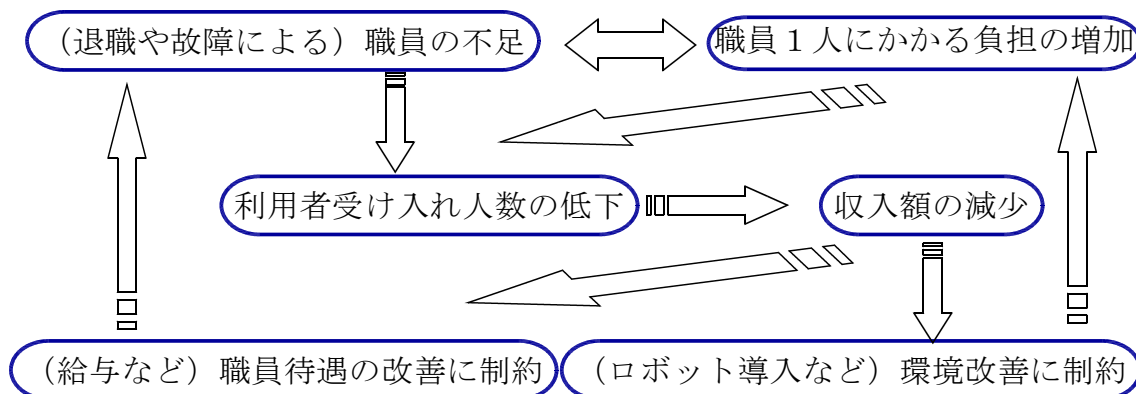 （退職や故障による）職員の不足
職員１人にかかる負担の増加
利用者受け入れ人数の低下
収入額の減少
（給与など）職員待遇の改善に制約
（ロボット導入など）環境改善に制約